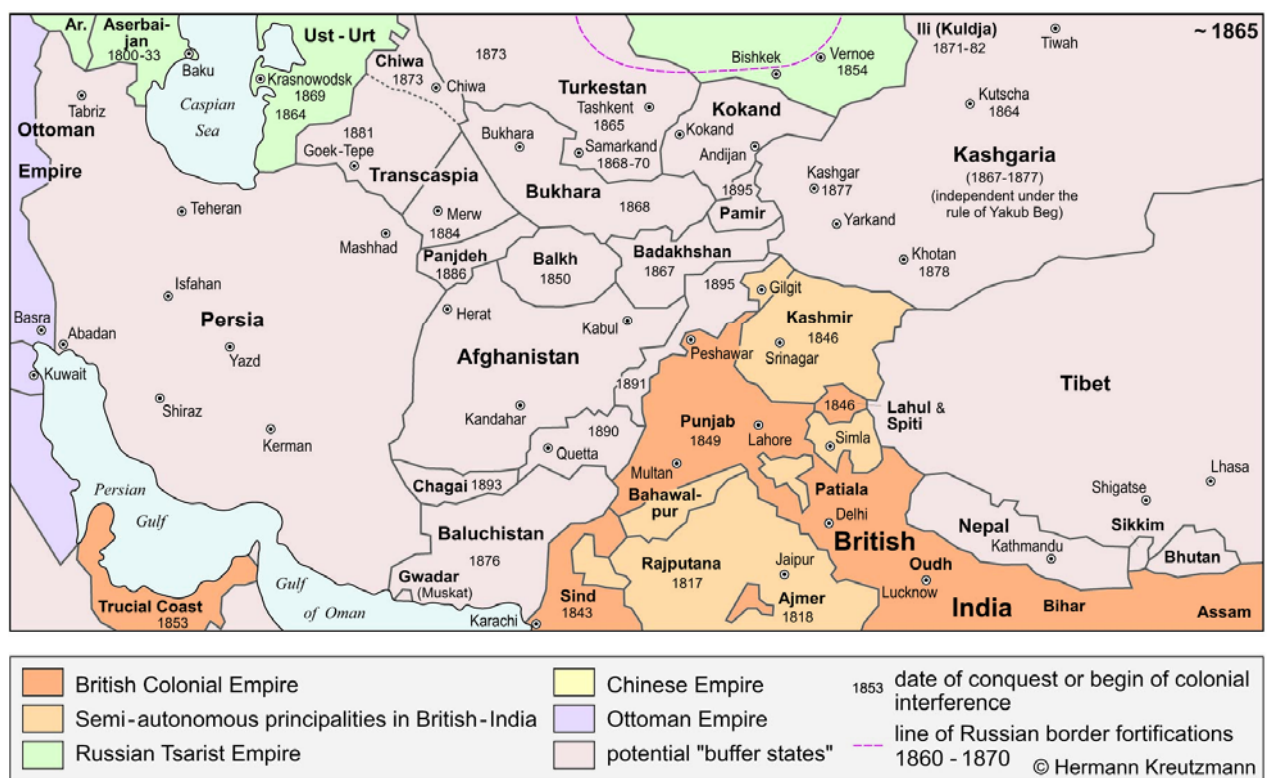 Ar.
Aserbai-
jan
1800-33
Baku
Caspian
Sea
Ust - Urt
Krasnowodsk
1869
1864
Chiwa
1873
Chiwa
1873
Turkestan
Tashkent
1865
Samarkand
1868-70
Bishkek
Vernoe
1854
Ili (Kuldja)
1871-82
Tiwah
~ 1865
Tabriz
Ottoman
Empire
1881
Goek-Tepe
Transcaspia
Bukhara
Bukhara
1868
Kokand
Kokand
Andijan
1895
Pamir
Kutscha
1864
Kashgaria
(1867-1877)
(independent under the
rule of Yakub Beg)
Kashgar
1877
Yarkand
Khotan
1878
Teheran
Mashhad
Merw
1884
Panjdeh
1886
Balkh
1850
Badakhshan
1867
1895
Gilgit
Isfahan
Persia
Basra
Abadan
Yazd
Kuwait
Shiraz
Kerman
Herat
Kabul
Afghanistan
Kandahar
1891
1890
Quetta
Peshawar
Kashmir
1846
Srinagar
Tibet
1846
Lahul &
Spiti
Punjab
1849
Lahore
Simla
Multan
Chagai 1893
Bahawal-
pur
Patiala
Delhi
Lhasa
Shigatse
Persian
Gulf
Baluchistan
1876
Gwadar
(Muskat)
Gulf
of Oman
Karachi
Trucial Coast
1853
Sind
1843
Rajputana
1817
Jaipur
Ajmer
1818
British
India
Oudh
Lucknow
Nepal
Kathmandu
Sikkim
Bhutan
Bihar
Assam
British Colonial Empire
Semi-autonomous principalities in British-India
Russian Tsarist Empire
Chinese Empire
Ottoman Empire
potential "buffer states"
1853 date of conquest or begin of colonial
interference
line of Russian border fortifications
1860 - 1870
© Hermann Kreutzmann